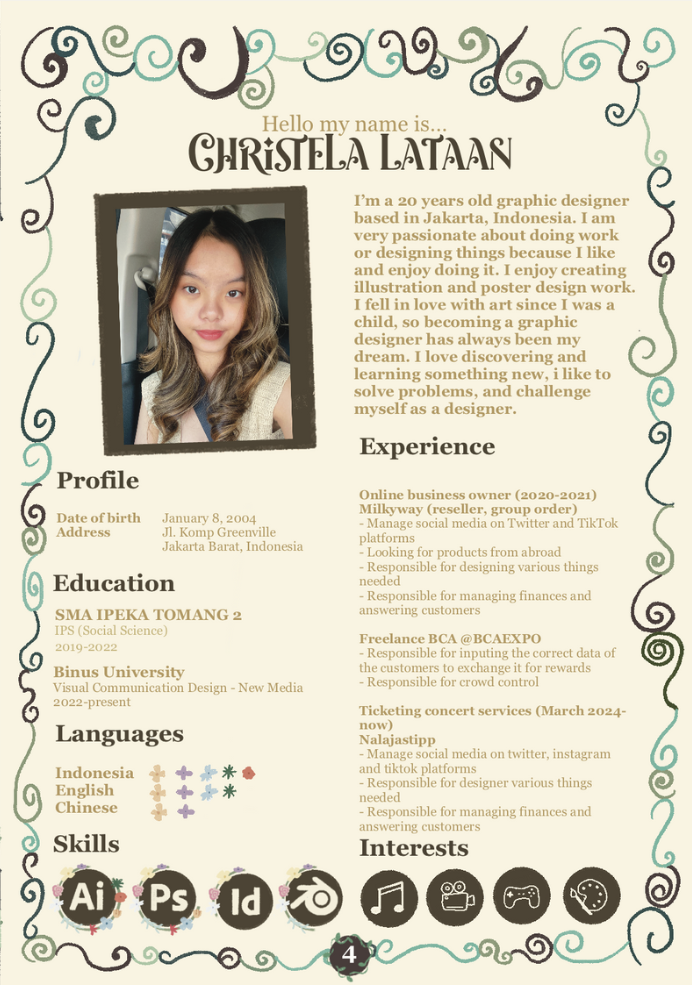 Hello my name is...
CHRISTELA LATAAN
I'm a 20 years old graphic designer
based in Jakarta, Indonesia. I am
very passionate about doing work
or designing things because I like
and enjoy doing it. I enjoy creating
illustration and poster design work.
I fell in love with art since I was a
child, so becoming a graphic
designer has always been my
dream. I love discovering and
learning something new, i like to
solve problems, and challenge
myself as a designer.
Profile
Date of birth January 8, 2004
Address Jl. Komp Greenville
Jakarta Barat, Indonesia
Education
SMA IPEKA TOMANG 2
IPS (Social Science)
2019-2022
Binus University
Visual Communication Design - New Media
2022-present
Languages
Indonesia
English
Chinese
Skills
Ai Ps Id
Experience
Online business owner (2020-2021)
Milkyway (reseller, group order)
- Manage social media on Twitter and TikTok
platforms
- Looking for products from abroad
- Responsible for designing various things
needed
- Responsible for managing finances and
answering customers
Freelance BCA @BCAEXPO
- Responsible for inputing the correct data of
the customers to exchange it for rewards
- Responsible for crowd control
Ticketing concert services (March 2024-
now)
Nalajastipp
- Manage social media on twitter, instagram
and tiktok platforms
- Responsible for designer various things
needed
- Responsible for managing finances and
answering customers
Interests
4